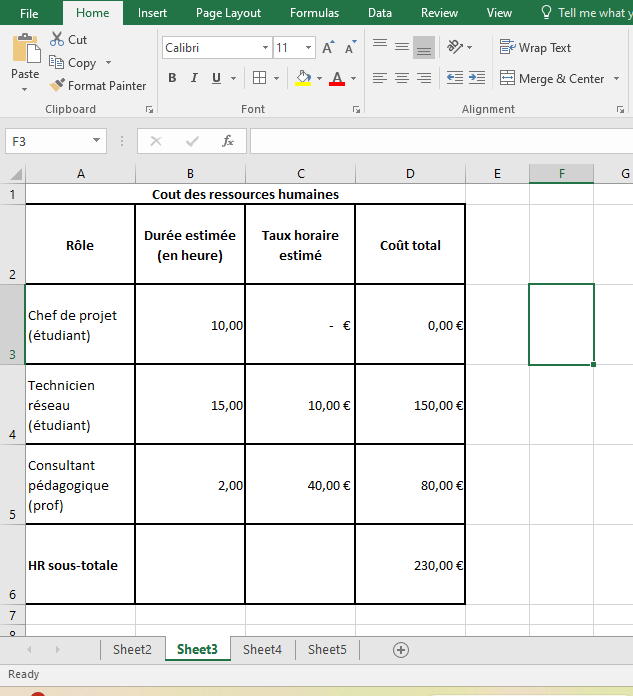 File Home Insert Page Layout Formulas Data Review View Tell me what y
Paste
Cut
Copy
Format Painter
Clipboard
Calibri 11 A A
B I U A
Font
Wrap Text
Merge & Center
Alignment
F3 fx
A B C D E F G
1 Cout des ressources humaines
2 Rôle
Durée estimée
(en heure)
Taux horaire
estimé
Coût total
3 Chef de projet
(étudiant)
10,00 - € 0,00 €
4 Technicien
réseau
(étudiant)
15,00 10,00 € 150,00 €
5 Consultant
pédagogique
(prof)
2,00 40,00 € 80,00 €
6 HR sous-totale 230,00 €
7
8
Sheet2 Sheet3 Sheet4 Sheet5
Ready